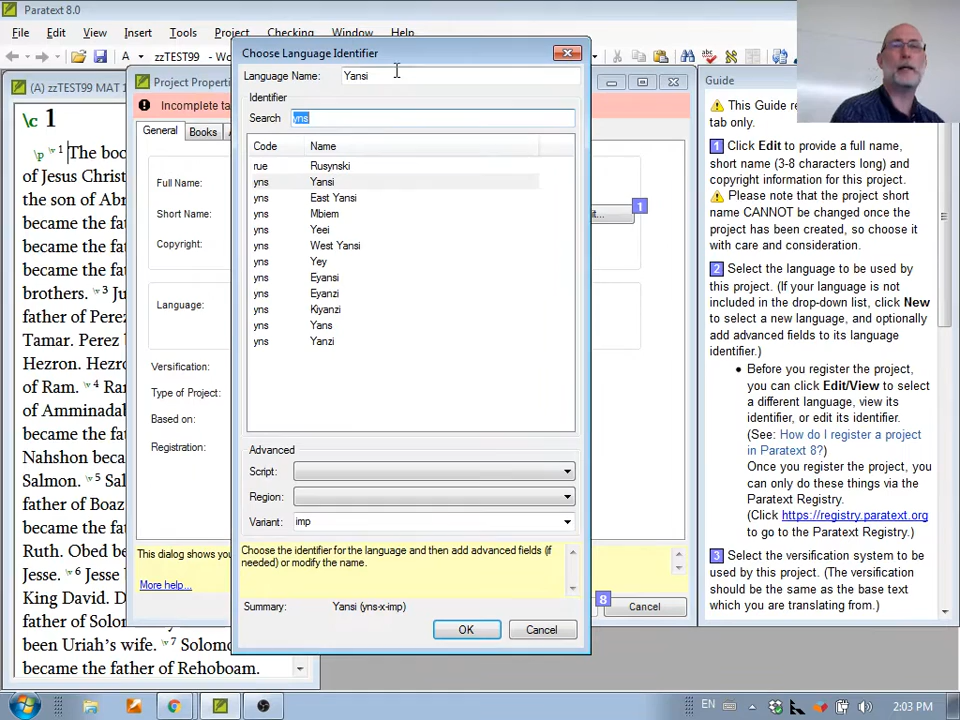 Paratext 8.0
File Edit View Insert Tools Project Checking Window Help
zzTEST99 - Wo
(A) zzTEST99 MAT 1
\c 1
\p v 1 The boo
of Jesus Christ
the son of Abr
became the fat
became the fat
became the fat
brothers. v 3 Ju
father of Perez
Tamar. Perez b
Hezron. Hezro
of Ram. v 4 Ram
of Amminadab
became the fat
Nahshon becam
Salmon. v 5 Sal
father of Boaz
became the fat
Ruth. Obed be
Jesse. v 6 Jesse b
King David. Da
father of Solom
been Uriah’s wife. v 7 Solomo
became the father of Rehoboam.
Project Properti
Incomplete ta
General Books
Full Name:
Short Name:
Copyright:
Language:
Versification:
Type of Project:
Based on:
Registration:
t...
1
This dialog shows you
More help...
8
Cancel
Choose Language Identifier
Language Name: Yansi
Identifier
Search yns
Code Name
rue Rusynski
yns Yansi
yns East Yansi
yns Mbiem
yns Yeei
yns West Yansi
yns Yey
yns Eyansi
yns Eyanzi
yns Kiyanzi
yns Yans
yns Yanzi
Advanced
Script:
Region:
Variant: imp
Choose the identifier for the language and then add advanced fields (if
needed) or modify the name.
Summary: Yansi (yns-x-imp)
OK Cancel
Guide
This Guide re
tab only.
1 Click Edit to provide a full name,
short name (3-8 characters long) and
copyright information for this project.
Please note that the project short
name CANNOT be changed once the
project has been created, so choose it
with care and consideration.
2 Select the language to be used by
this project. (If your language is not
included in the drop-down list, click New
to select a new language, and optionally
add advanced fields to its language
identifier.)
• Before you register the project,
you can click Edit/View to select
a different language, view its
identifier, or edit its identifier.
(See: How do I register a project
in Paratext 8?)
Once you register the project, you
can only do these things via the
Paratext Registry.
(Click https://registry.paratext.org
to go to the Paratext Registry.)
3 Select the versification system to be
used by this project. (The versification
should be the same as the base text
which you are translating from.)
EN
2:03 PM